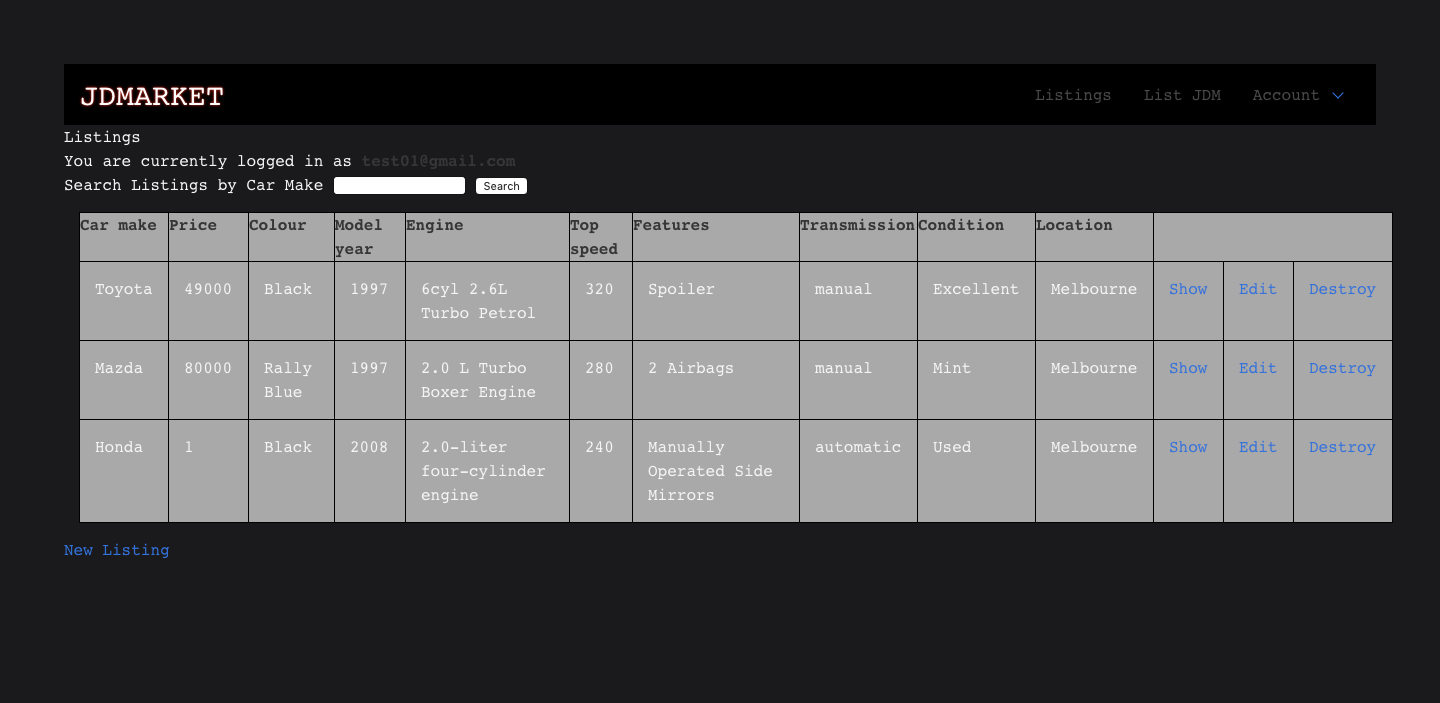 JDMARKET Listings List JDM Account
Listings
You are currently logged in as test01@gmail.com
Search Listings by Car Make Search
Car make Price Colour Model year Engine Top speed Features Transmission Condition Location
Toyota 49000 Black 1997 6cyl 2.6L Turbo Petrol 320 Spoiler manual Excellent Melbourne Show Edit Destroy
Mazda 80000 Rally Blue 1997 2.0 L Turbo Boxer Engine 280 2 Airbags manual Mint Melbourne Show Edit Destroy
Honda 1 Black 2008 2.0-liter four-cylinder engine 240 Manually Operated Side Mirrors automatic Used Melbourne Show Edit Destroy
New Listing